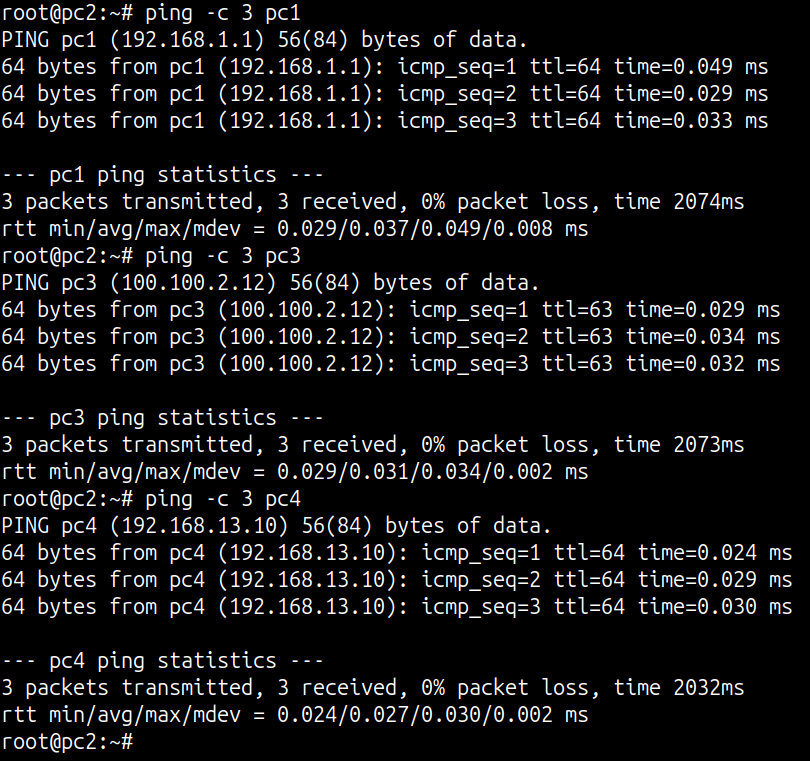 root@pc2:~# ping -c 3 pc1
PING pc1 (192.168.1.1) 56(84) bytes of data.
64 bytes from pc1 (192.168.1.1): icmp_seq=1 ttl=64 time=0.049 ms
64 bytes from pc1 (192.168.1.1): icmp_seq=2 ttl=64 time=0.029 ms
64 bytes from pc1 (192.168.1.1): icmp_seq=3 ttl=64 time=0.033 ms
--- pc1 ping statistics ---
3 packets transmitted, 3 received, 0% packet loss, time 2074ms
rtt min/avg/max/mdev = 0.029/0.037/0.049/0.008 ms
root@pc2:~# ping -c 3 pc3
PING pc3 (100.100.2.12) 56(84) bytes of data.
64 bytes from pc3 (100.100.2.12): icmp_seq=1 ttl=63 time=0.029 ms
64 bytes from pc3 (100.100.2.12): icmp_seq=2 ttl=63 time=0.034 ms
64 bytes from pc3 (100.100.2.12): icmp_seq=3 ttl=63 time=0.032 ms
--- pc3 ping statistics ---
3 packets transmitted, 3 received, 0% packet loss, time 2073ms
rtt min/avg/max/mdev = 0.029/0.031/0.034/0.002 ms
root@pc2:~# ping -c 3 pc4
PING pc4 (192.168.13.10) 56(84) bytes of data.
64 bytes from pc4 (192.168.13.10): icmp_seq=1 ttl=64 time=0.024 ms
64 bytes from pc4 (192.168.13.10): icmp_seq=2 ttl=64 time=0.029 ms
64 bytes from pc4 (192.168.13.10): icmp_seq=3 ttl=64 time=0.030 ms
--- pc4 ping statistics ---
3 packets transmitted, 3 received, 0% packet loss, time 2032ms
rtt min/avg/max/mdev = 0.024/0.027/0.030/0.002 ms
root@pc2:~#